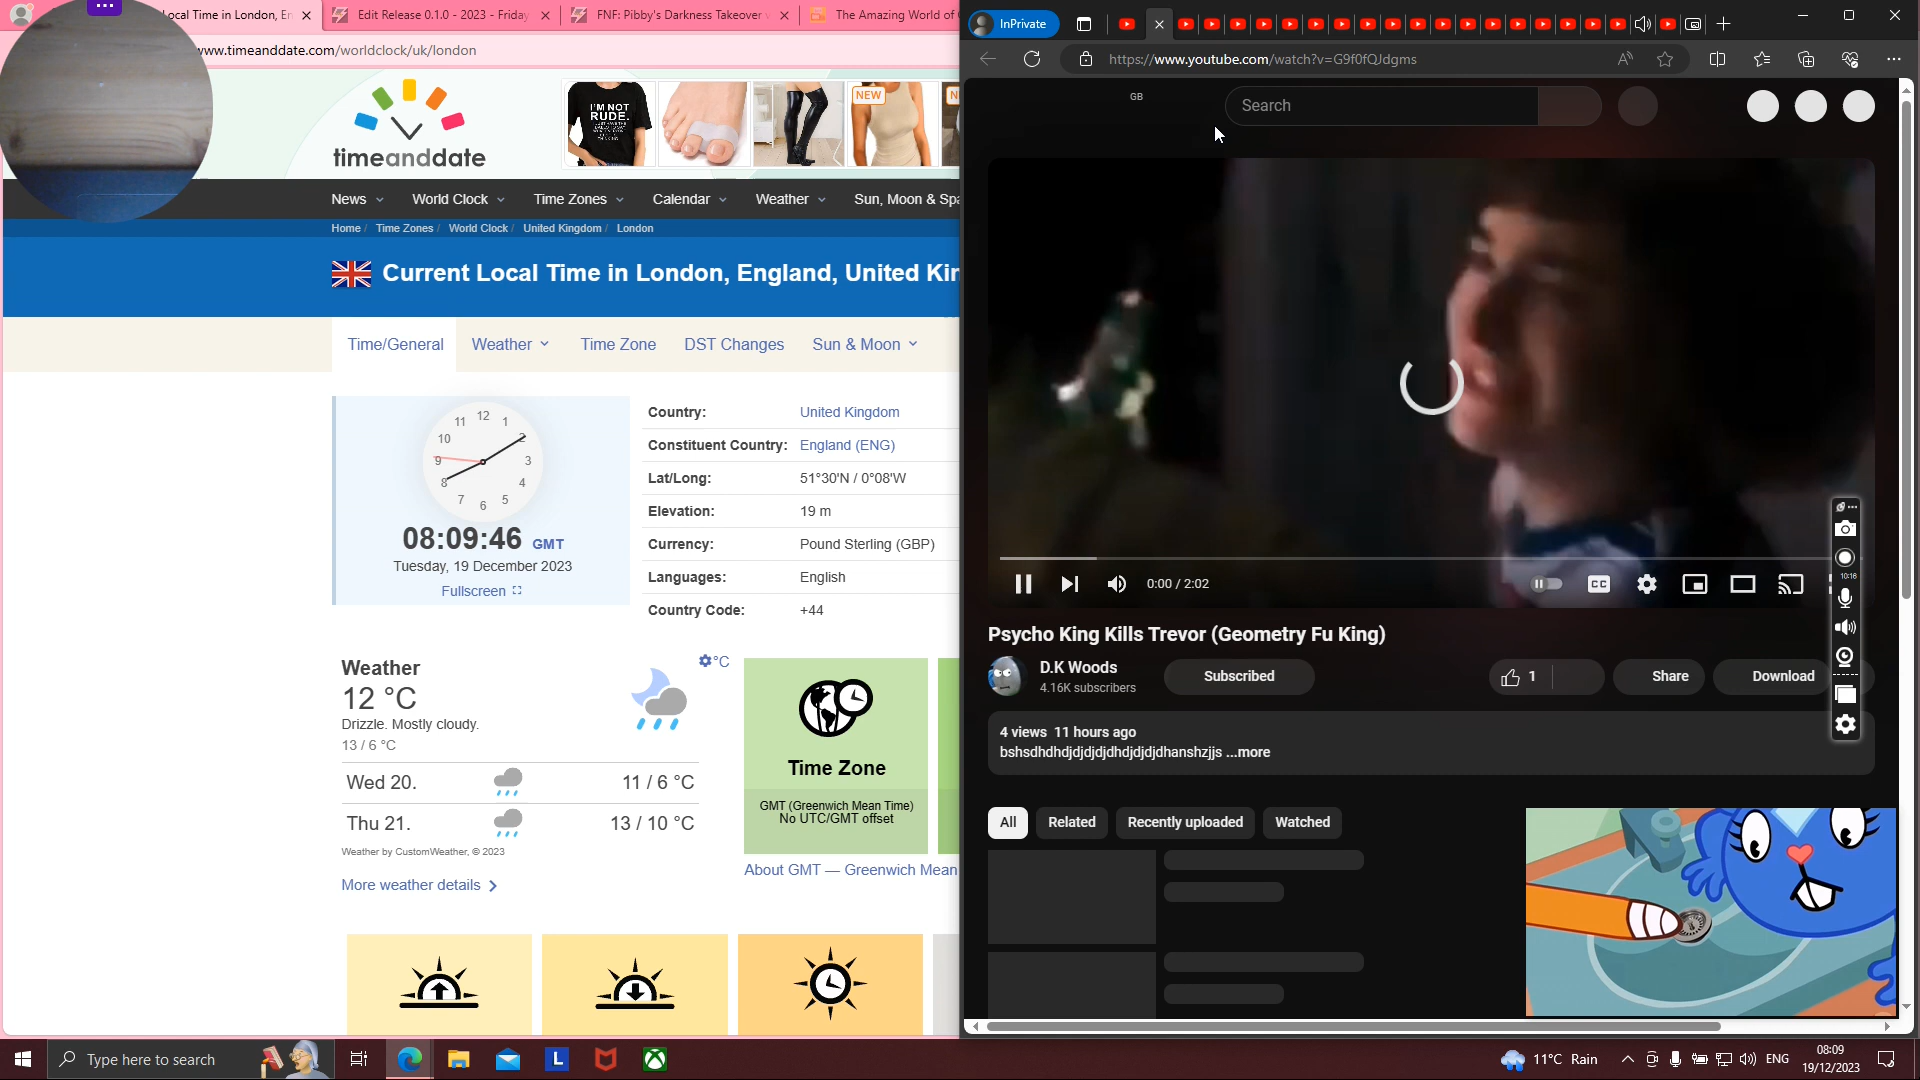 Local Time in London, En
Edit Release 0.1.0 - 2023 - Friday
FNF: Pibby's Darkness Takeover
The Amazing World of
www.timeanddate.com/worldclock/uk/london
timeanddate
I'M NOT
RUDE.
NEW
News
World Clock
Time Zones
Calendar
Weather
Sun, Moon & Spa
Home / Time Zones / World Clock / United Kingdom / London
Current Local Time in London, England, United Kin
Time/General
Weather
Time Zone
DST Changes
Sun & Moon
12
1
2
3
4
5
6
7
8
9
10
11
08:09:46 GMT
Tuesday, 19 December 2023
Fullscreen
Country: United Kingdom
Constituent Country: England (ENG)
Lat/Long: 51°30'N / 0°08'W
Elevation: 19 m
Currency: Pound Sterling (GBP)
Languages: English
Country Code: +44
Weather
°C
12 °C
Drizzle. Mostly cloudy.
13 / 6 °C
Wed 20. 11 / 6 °C
Thu 21. 13 / 10 °C
Weather by CustomWeather, © 2023
More weather details
Time Zone
GMT (Greenwich Mean Time)
No UTC/GMT offset
About GMT — Greenwich Mean
InPrivate
https://www.youtube.com/watch?v=G9f0fQJdgms
GB
Search
0:00 / 2:02
CC
10:16
Psycho King Kills Trevor (Geometry Fu King)
D.K Woods
4.16K subscribers
Subscribed
1
Share
Download
4 views 11 hours ago
bshsdhdhdjdjdjdjdhdjdjdjdhanshzjjs ...more
All
Related
Recently uploaded
Watched
Type here to search
L
11°C Rain
ENG
08:09
19/12/2023